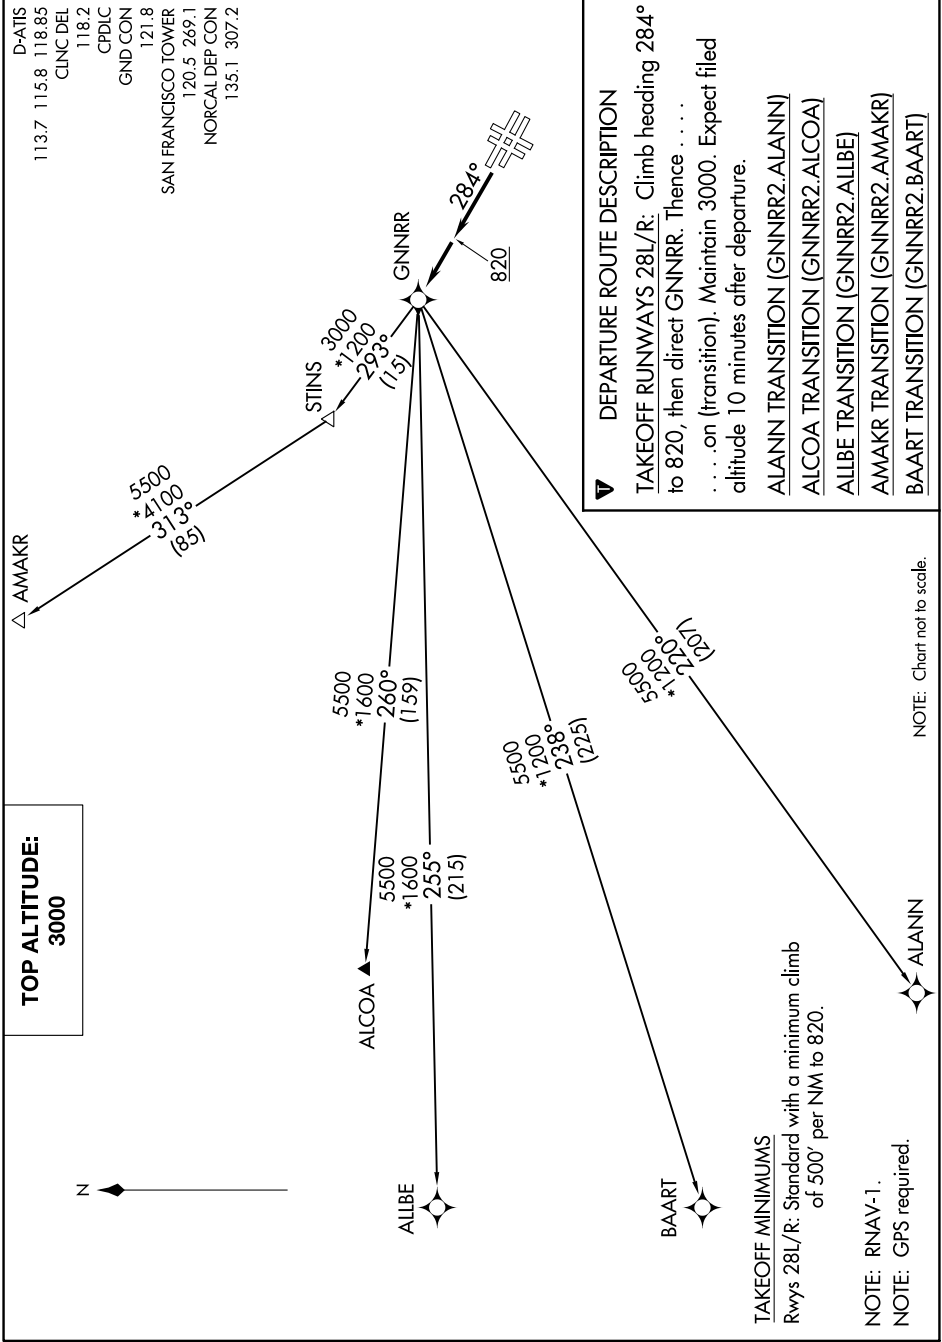 TOP ALTITUDE:
3000
D-ATIS
113.7 115.8 118.85
CLNC DEL
118.2
CPDLC
GND CON
121.8
SAN FRANCISCO TOWER
120.5 269.1
NORCAL DEP CON
135.1 307.2
N
AMAKR
5500
*4100
313°
(85)
STINS
3000
*1200
293°
(15)
GNNRR
284°
820
ALCOA
5500
*1600
260°
(159)
ALLBE
5500
*1600
255°
(215)
BAART
5500
*1200
238°
(225)
ALANN
5500
*1200
220°
(207)
TAKEOFF MINIMUMS
Rwys 28L/R: Standard with a minimum climb
of 500' per NM to 820.
NOTE: RNAV-1.
NOTE: GPS required.
NOTE: Chart not to scale.
T
DEPARTURE ROUTE DESCRIPTION
TAKEOFF RUNWAYS 28L/R: Climb heading 284°
to 820, then direct GNNRR. Thence . . . .
. . . .on (transition). Maintain 3000. Expect filed
altitude 10 minutes after departure.
ALANN TRANSITION (GNNRR2.ALANN)
ALCOA TRANSITION (GNNRR2.ALCOA)
ALLBE TRANSITION (GNNRR2.ALLBE)
AMAKR TRANSITION (GNNRR2.AMAKR)
BAART TRANSITION (GNNRR2.BAART)